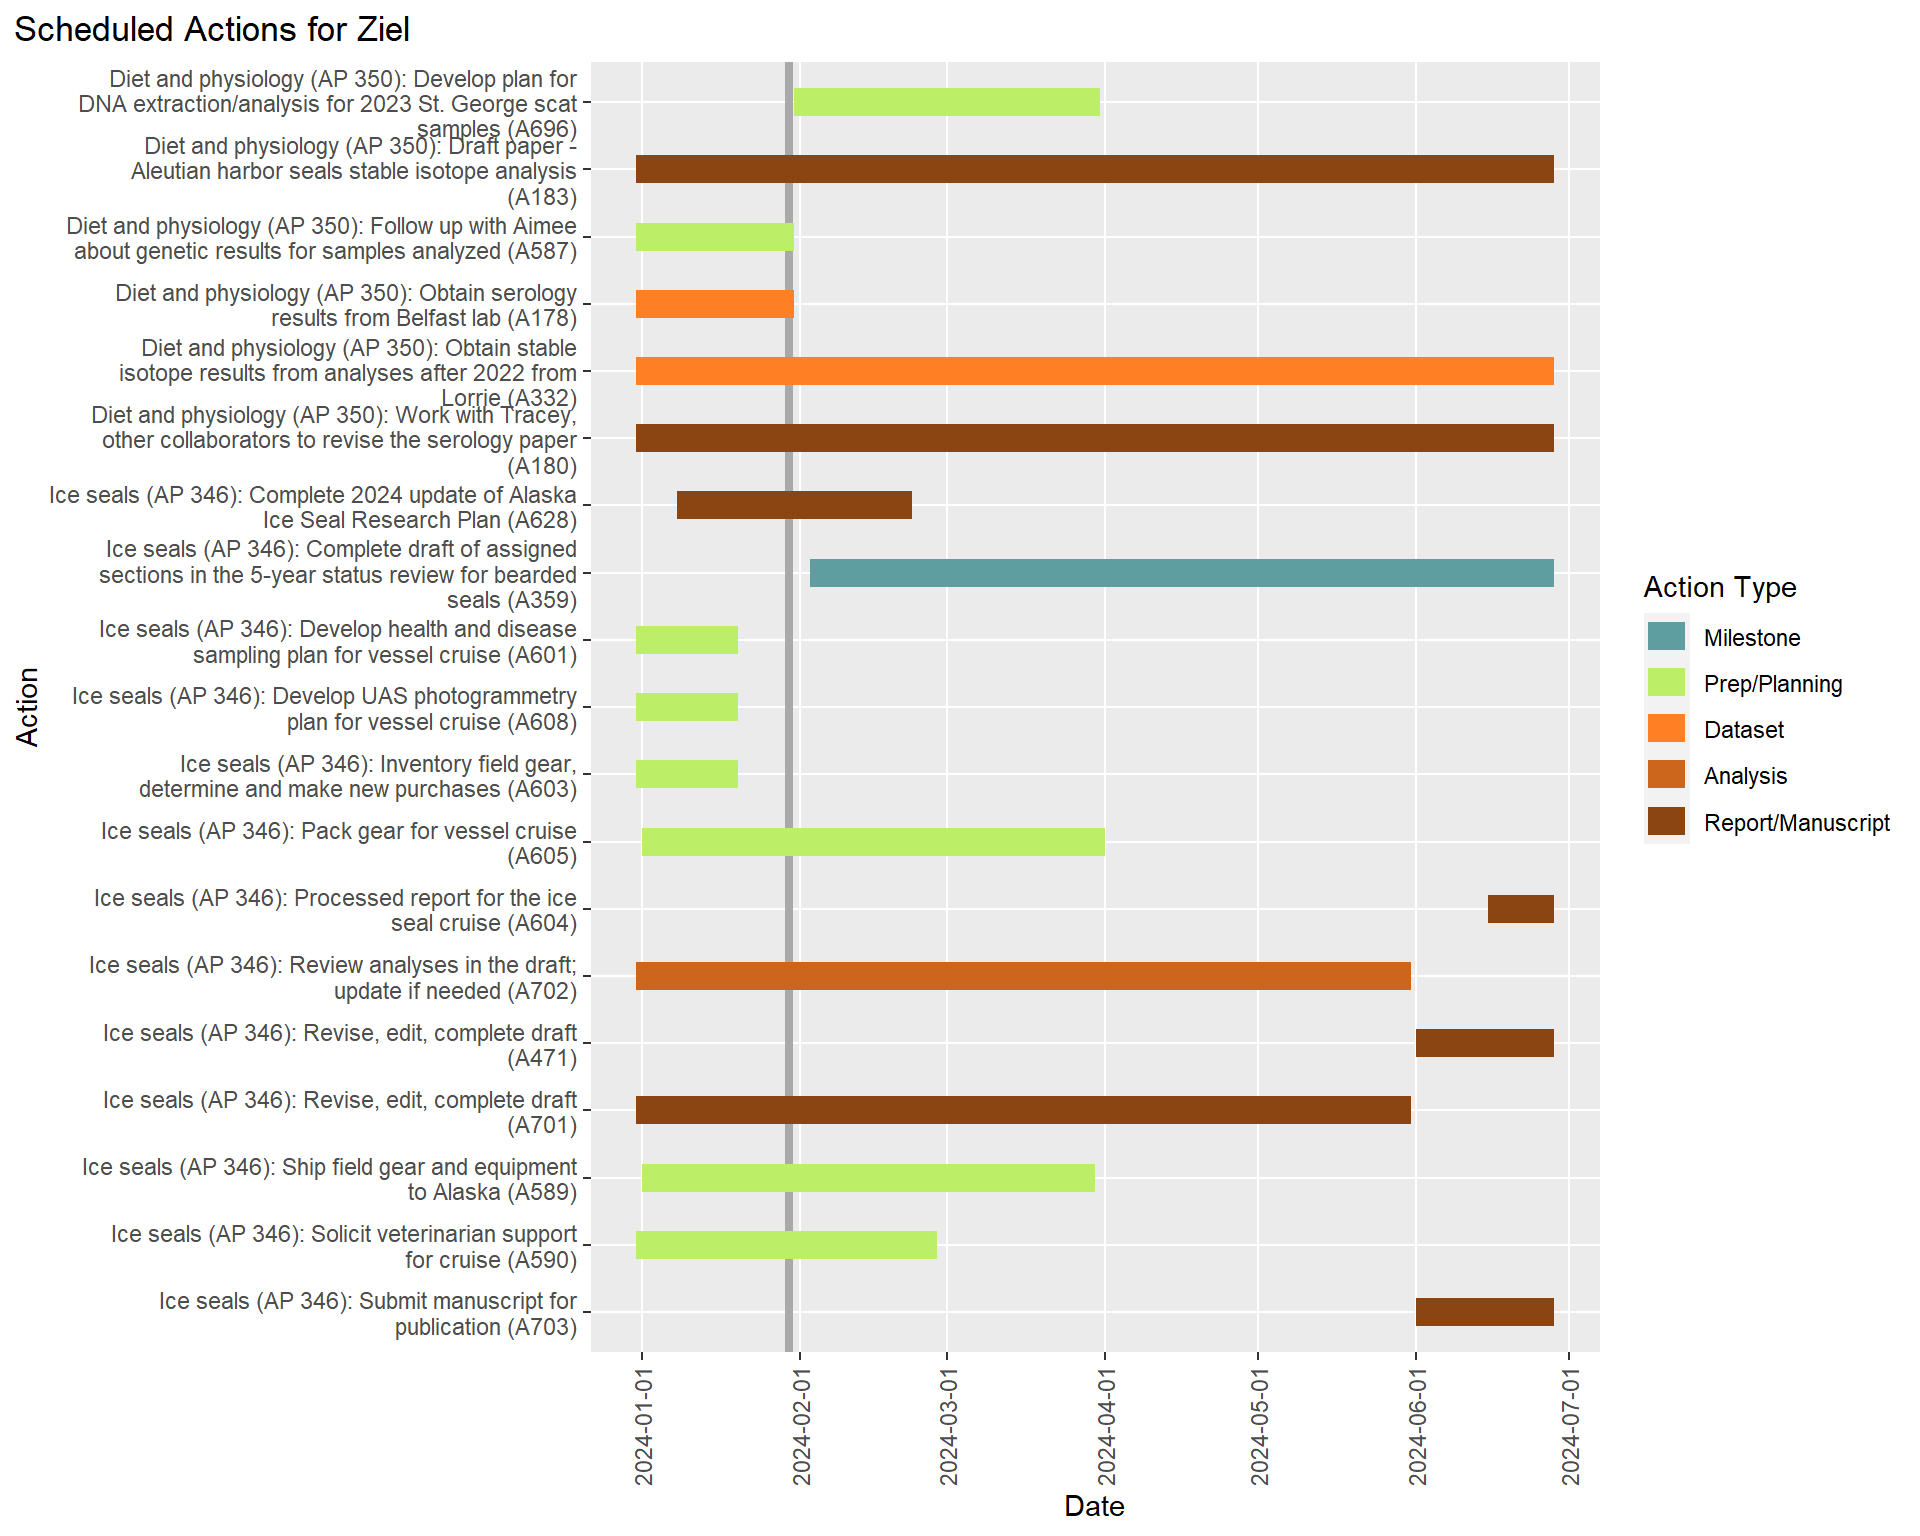 Scheduled Actions for Ziel
Diet and physiology (AP 350): Develop plan for
DNA extraction/analysis for 2023 St. George scat
samples (A696)
Diet and physiology (AP 350): Draft paper -
Aleutian harbor seals stable isotope analysis
(A183)
Diet and physiology (AP 350): Follow up with Aimee
about genetic results for samples analyzed (A587)
Diet and physiology (AP 350): Obtain serology
results from Belfast lab (A178)
Diet and physiology (AP 350): Obtain stable
isotope results from analyses after 2022 from
Lorrie (A332)
Diet and physiology (AP 350): Work with Tracey,
other collaborators to revise the serology paper
(A180)
Ice seals (AP 346): Complete 2024 update of Alaska
Ice Seal Research Plan (A628)
Ice seals (AP 346): Complete draft of assigned
sections in the 5-year status review for bearded
seals (A359)
Ice seals (AP 346): Develop health and disease
sampling plan for vessel cruise (A601)
Ice seals (AP 346): Develop UAS photogrammetry
plan for vessel cruise (A608)
Ice seals (AP 346): Inventory field gear,
determine and make new purchases (A603)
Ice seals (AP 346): Pack gear for vessel cruise
(A605)
Ice seals (AP 346): Processed report for the ice
seal cruise (A604)
Ice seals (AP 346): Review analyses in the draft;
update if needed (A702)
Ice seals (AP 346): Revise, edit, complete draft
(A471)
Ice seals (AP 346): Revise, edit, complete draft
(A701)
Ice seals (AP 346): Ship field gear and equipment
to Alaska (A589)
Ice seals (AP 346): Solicit veterinarian support
for cruise (A590)
Ice seals (AP 346): Submit manuscript for
publication (A703)
Action
2024-01-01
2024-02-01
2024-03-01
2024-04-01
2024-05-01
2024-06-01
2024-07-01
Date
Action Type
Milestone
Prep/Planning
Dataset
Analysis
Report/Manuscript